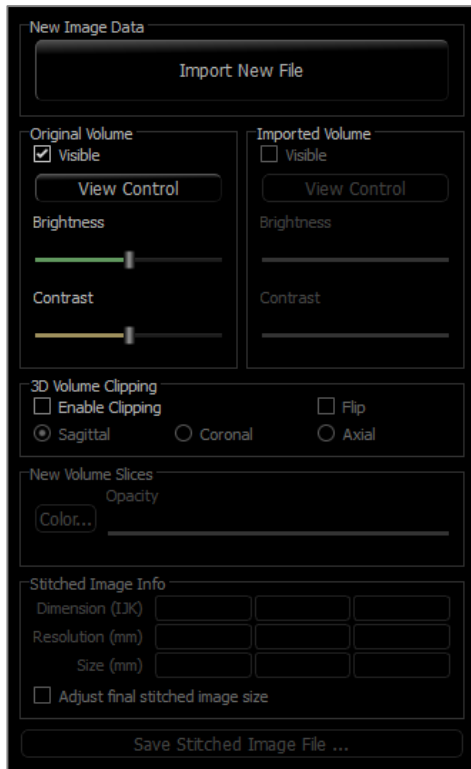 New Image Data
Import New File
Original Volume
Visible
View Control
Brightness
Contrast
Imported Volume
Visible
View Control
Brightness
Contrast
3D Volume Clipping
Enable Clipping Flip
Sagittal Coronal Axial
New Volume Slices
Opacity
Color...
Stitched Image Info
Dimension (IJK)
Resolution (mm)
Size (mm)
Adjust final stitched image size
Save Stitched Image File ...